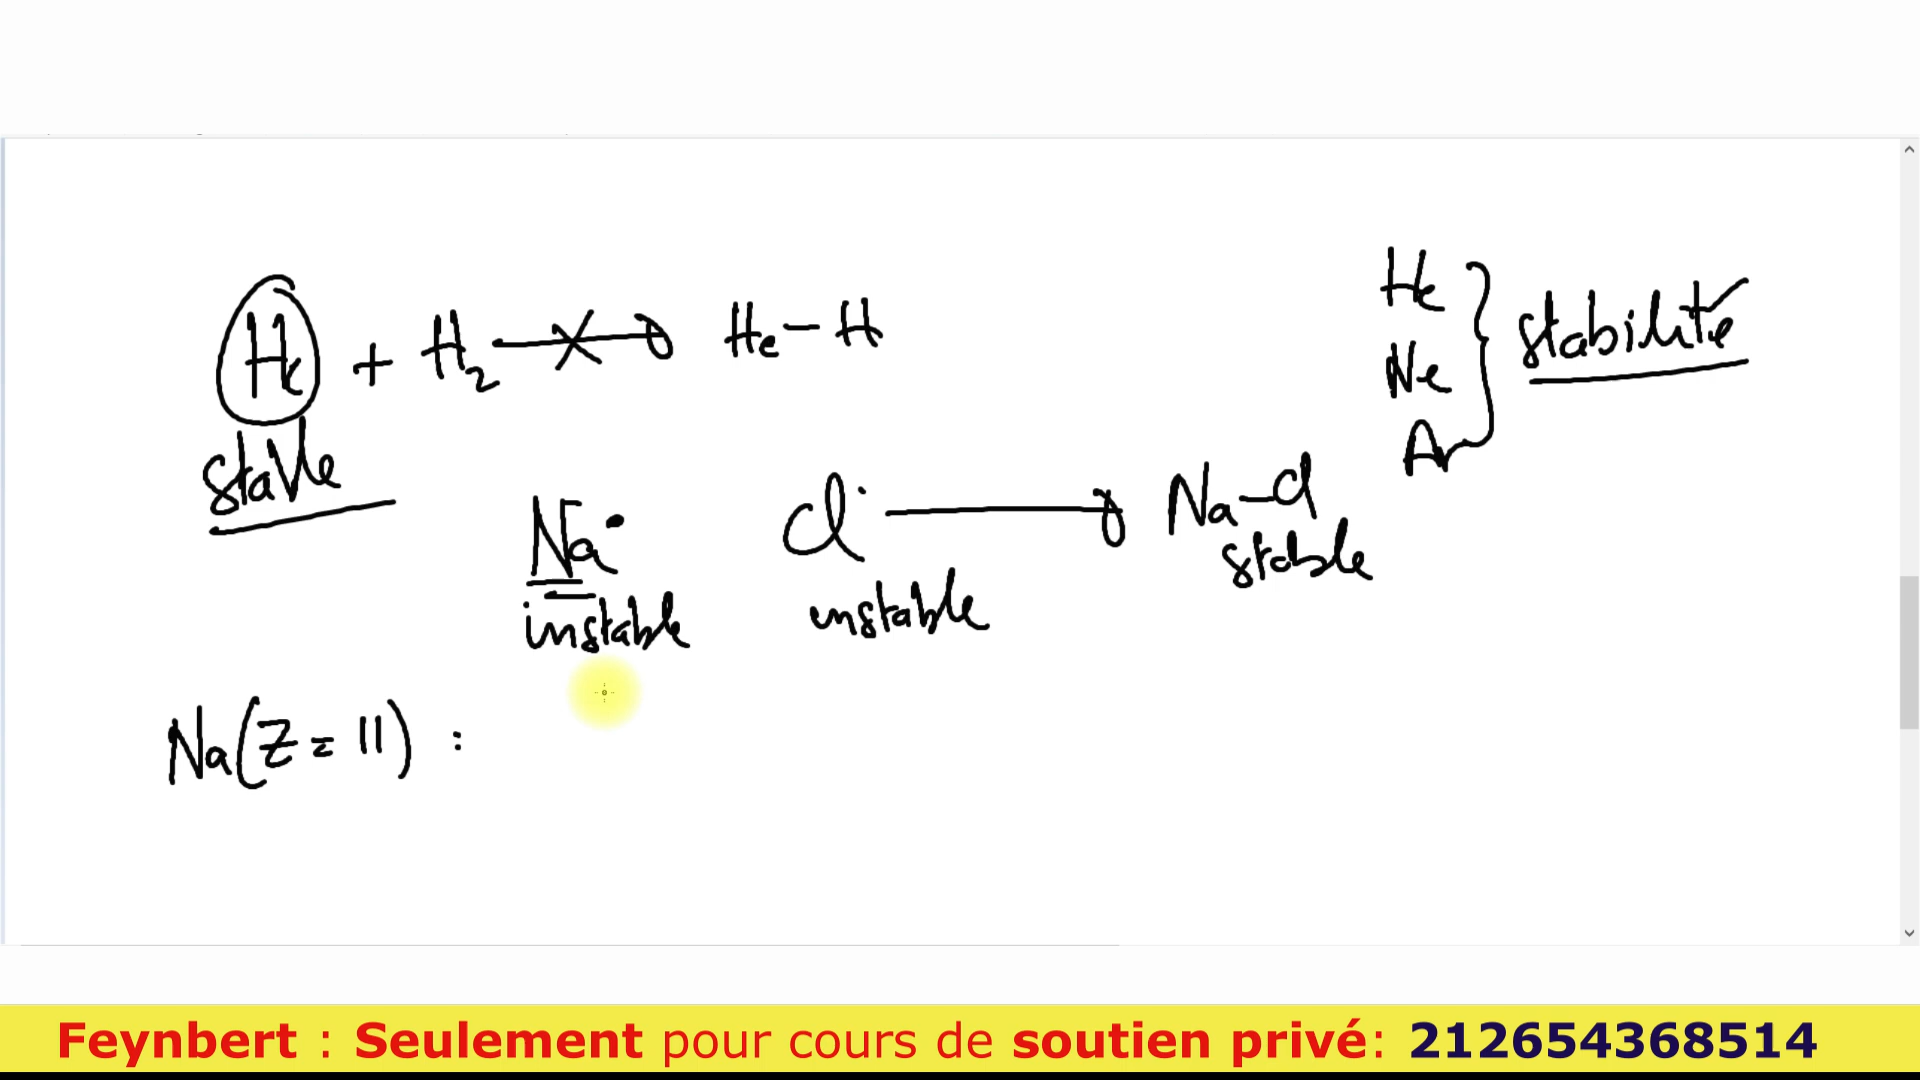 He + H2 → He – H
He
Ne
Ar
stabilité
stable
Na• Cl· → Na–Cl
stable
instable instable
Na(Z = 11) :
Feynbert : Seulement pour cours de soutien privé: 212654368514